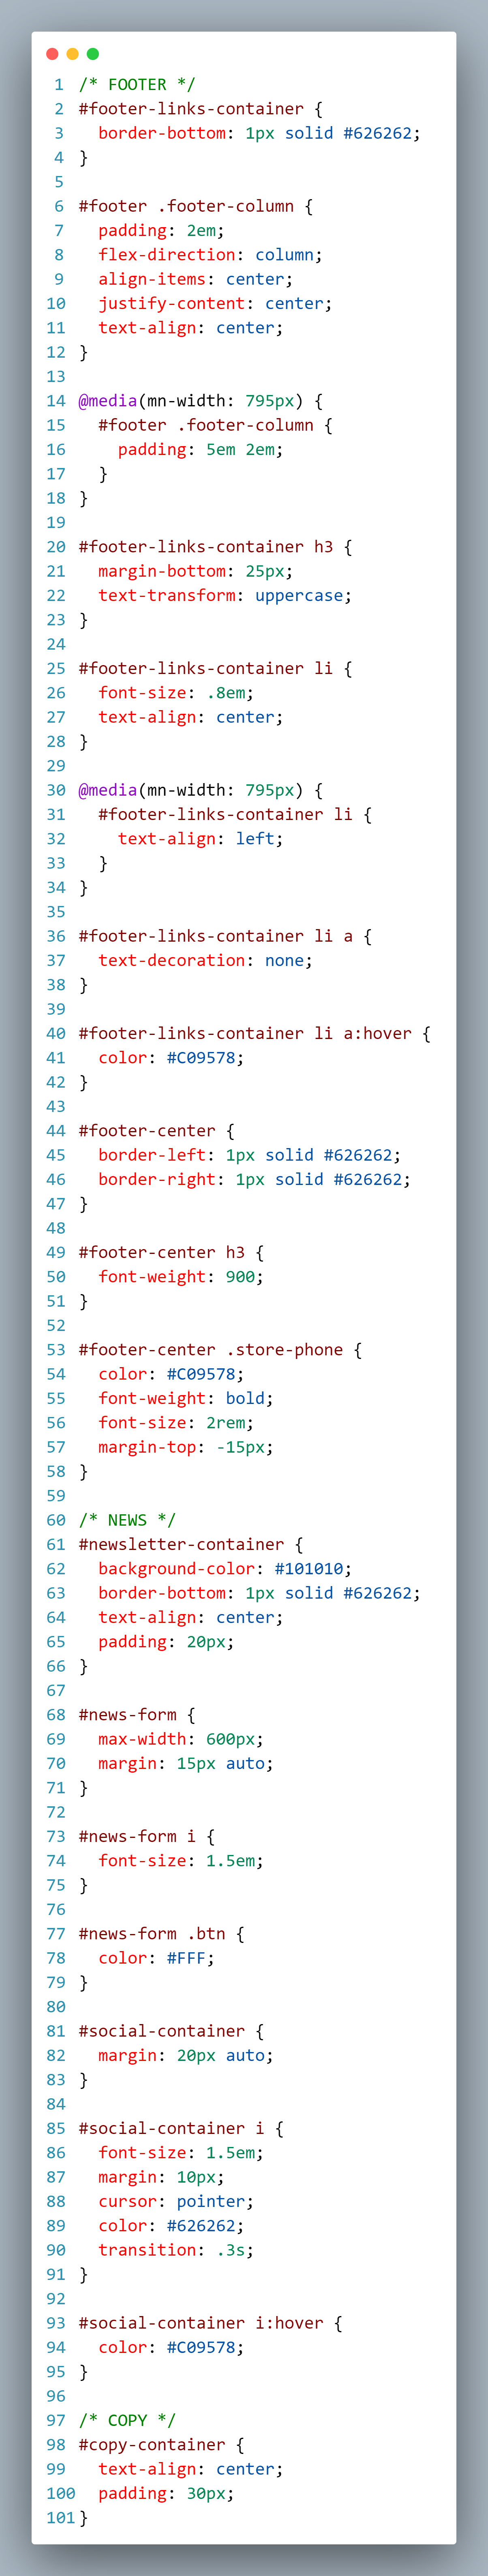 1 /* FOOTER */
2 #footer-links-container {
3   border-bottom: 1px solid #626262;
4 }
5
6 #footer .footer-column {
7   padding: 2em;
8   flex-direction: column;
9   align-items: center;
10   justify-content: center;
11   text-align: center;
12 }
13
14 @media(mn-width: 795px) {
15   #footer .footer-column {
16     padding: 5em 2em;
17   }
18 }
19
20 #footer-links-container h3 {
21   margin-bottom: 25px;
22   text-transform: uppercase;
23 }
24
25 #footer-links-container li {
26   font-size: .8em;
27   text-align: center;
28 }
29
30 @media(mn-width: 795px) {
31   #footer-links-container li {
32     text-align: left;
33   }
34 }
35
36 #footer-links-container li a {
37   text-decoration: none;
38 }
39
40 #footer-links-container li a:hover {
41   color: #C09578;
42 }
43
44 #footer-center {
45   border-left: 1px solid #626262;
46   border-right: 1px solid #626262;
47 }
48
49 #footer-center h3 {
50   font-weight: 900;
51 }
52
53 #footer-center .store-phone {
54   color: #C09578;
55   font-weight: bold;
56   font-size: 2rem;
57   margin-top: -15px;
58 }
59
60 /* NEWS */
61 #newsletter-container {
62   background-color: #101010;
63   border-bottom: 1px solid #626262;
64   text-align: center;
65   padding: 20px;
66 }
67
68 #news-form {
69   max-width: 600px;
70   margin: 15px auto;
71 }
72
73 #news-form i {
74   font-size: 1.5em;
75 }
76
77 #news-form .btn {
78   color: #FFF;
79 }
80
81 #social-container {
82   margin: 20px auto;
83 }
84
85 #social-container i {
86   font-size: 1.5em;
87   margin: 10px;
88   cursor: pointer;
89   color: #626262;
90   transition: .3s;
91 }
92
93 #social-container i:hover {
94   color: #C09578;
95 }
96
97 /* COPY */
98 #copy-container {
99   text-align: center;
100   padding: 30px;
101 }